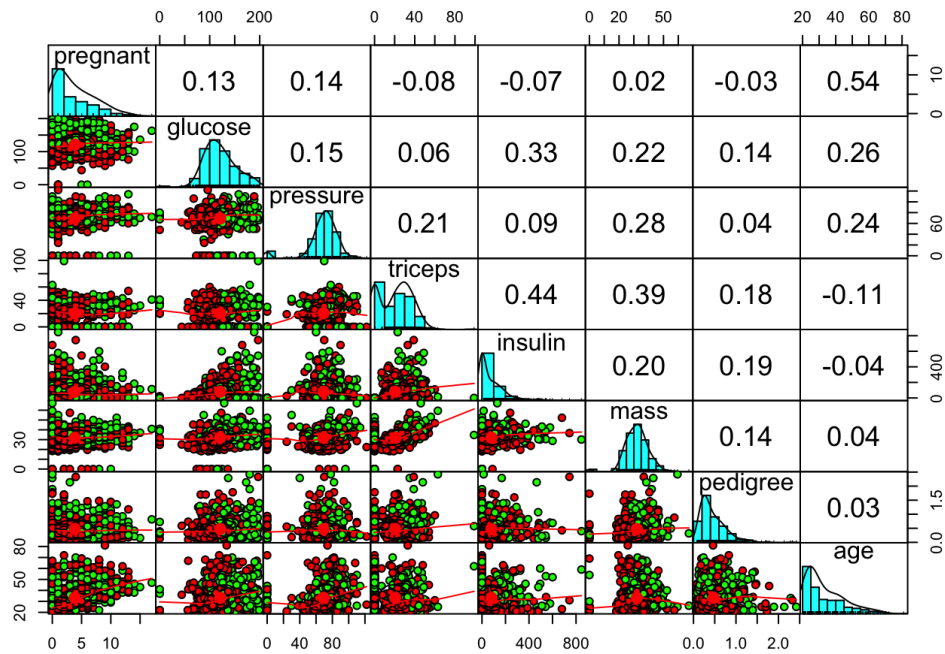 0 100 200 0 40 100 0 30 50 20 40 60 80
pregnant 0.13 0.14 -0.08 -0.07 0.02 -0.03 0.54 0 10
0 100 glucose 0.15 0.06 0.33 0.22 0.14 0.26
pressure 0.21 0.09 0.28 0.04 0.24 0 60
0 40 100 triceps 0.44 0.39 0.18 -0.11
insulin 0.20 0.19 -0.04 0 400
0 30 mass 0.14 0.04
pedigree 0.03 0.0 1.5
20 50 80 age
0 5 10 0 40 80 0 400 800 0.0 1.0 2.0